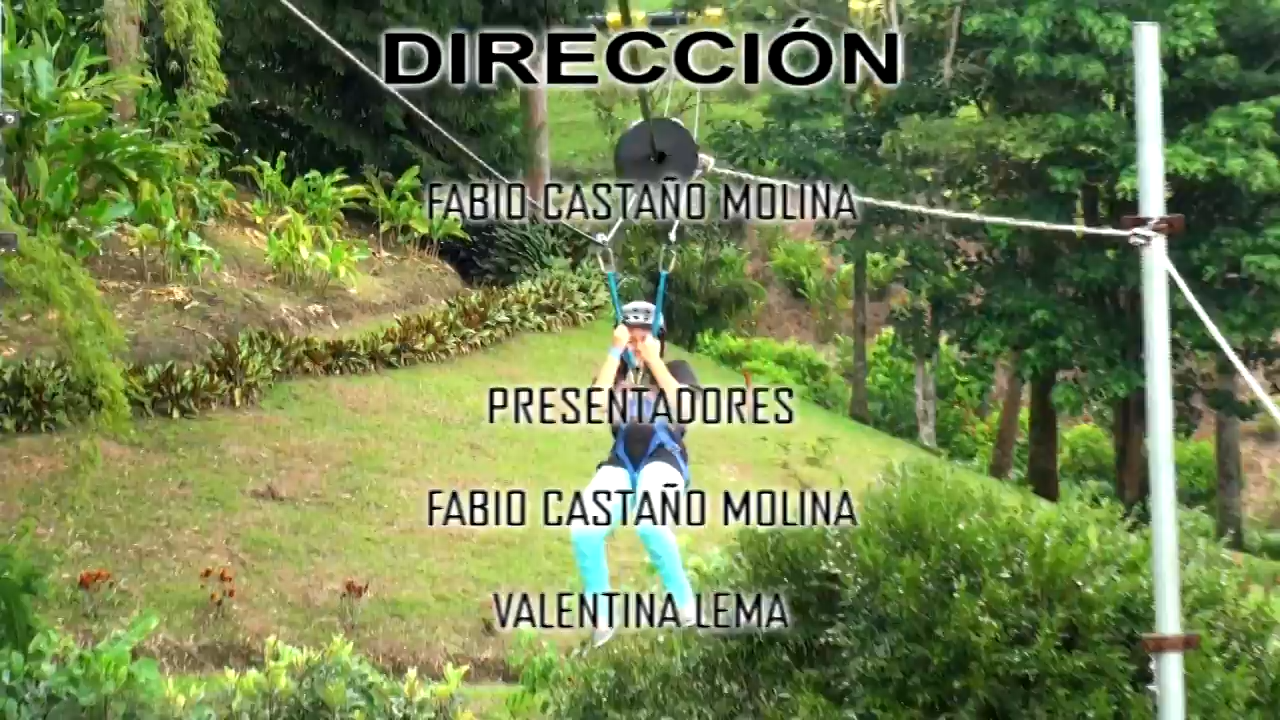 DIRECCIÓN
FABIO CASTAÑO MOLINA
PRESENTADORES
FABIO CASTAÑO MOLINA
VALENTINA LEMA